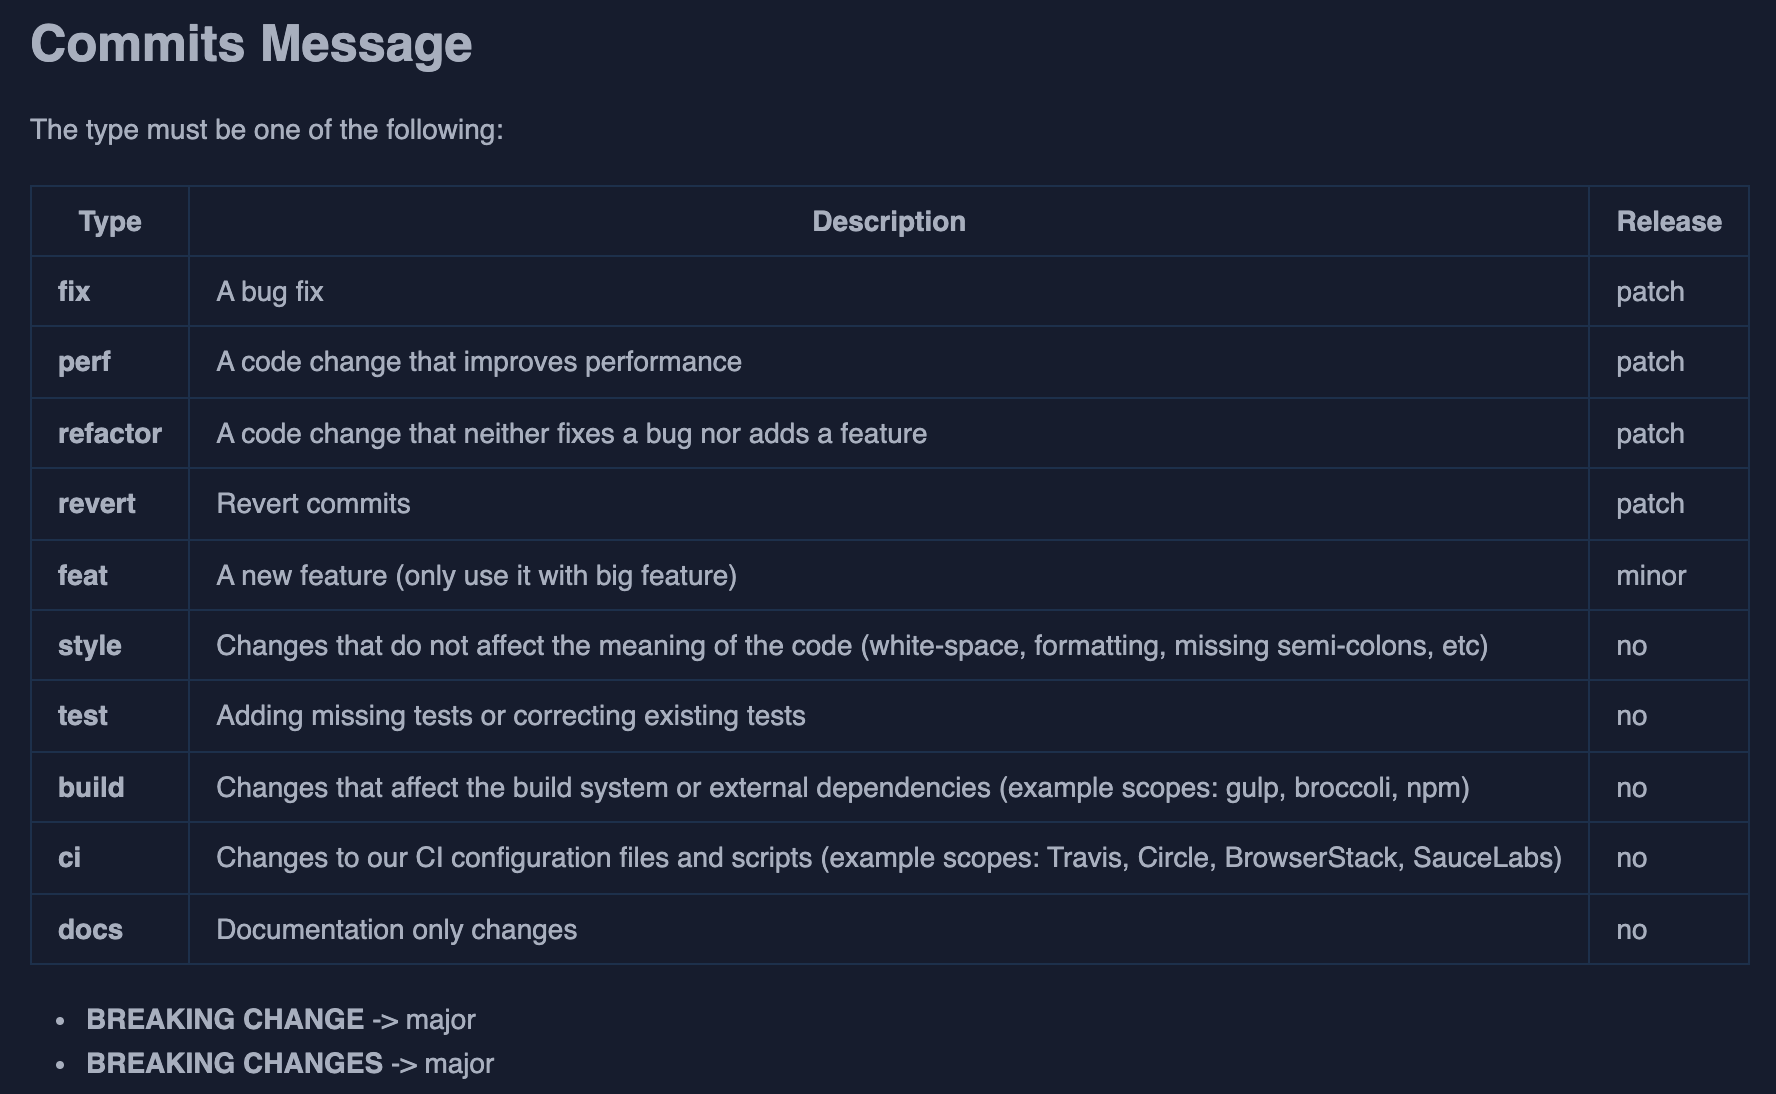 Commits Message
The type must be one of the following:
Type Description Release
fix A bug fix patch
perf A code change that improves performance patch
refactor A code change that neither fixes a bug nor adds a feature patch
revert Revert commits patch
feat A new feature (only use it with big feature) minor
style Changes that do not affect the meaning of the code (white-space, formatting, missing semi-colons, etc) no
test Adding missing tests or correcting existing tests no
build Changes that affect the build system or external dependencies (example scopes: gulp, broccoli, npm) no
ci Changes to our CI configuration files and scripts (example scopes: Travis, Circle, BrowserStack, SauceLabs) no
docs Documentation only changes no
• BREAKING CHANGE -> major
• BREAKING CHANGES -> major